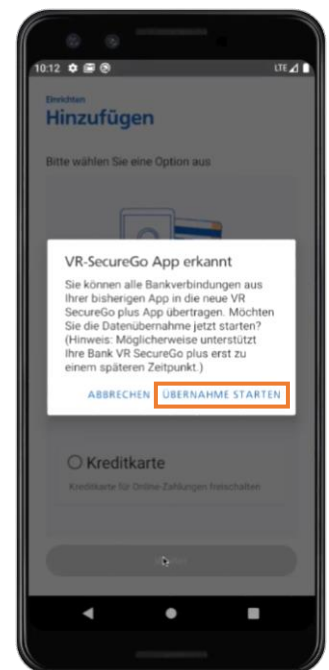 10:12
LTE
Einrichten
Hinzufügen
Bitte wählen Sie eine Option aus
VR-SecureGo App erkannt
Sie können alle Bankverbindungen aus
Ihrer bisherigen App in die neue VR
SecureGo plus App übertragen. Möchten
Sie die Datenübernahme jetzt starten?
(Hinweis: Möglicherweise unterstützt
Ihre Bank VR SecureGo plus erst zu
einem späteren Zeitpunkt.)
ABBRECHEN ÜBERNAHME STARTEN
Kreditkarte
Kreditkarte für Online-Zahlungen freischalten